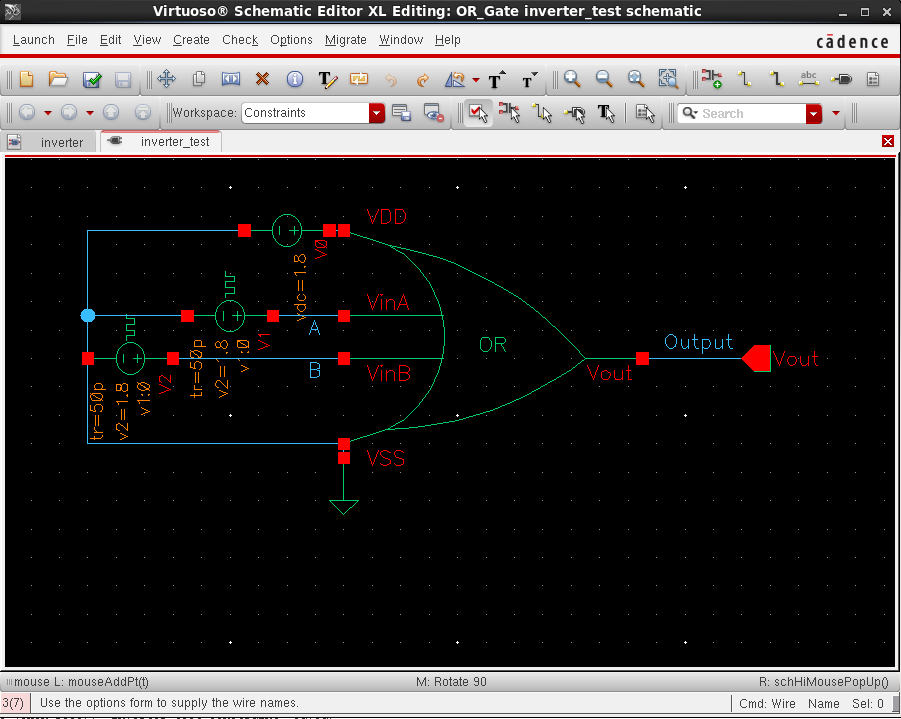 Virtuoso® Schematic Editor XL Editing: OR_Gate inverter_test schematic
Launch File Edit View Create Check Options Migrate Window Help
cādence
T T T abc
Workspace: Constraints T Search
inverter inverter_test
VDD
V0
vdc=1.8
VinA
A
V1
tr=50p
v2=1.8
v1:0
OR
Output
Vout
Vout
B
VinB
V2
tr=50p
v2=1.8
v1:0
VSS
mouse L: mouseAddPt(t) M: Rotate 90 R: schHiMousePopUp()
3(7) Use the options form to supply the wire names. Cmd: Wire Name Sel: 0